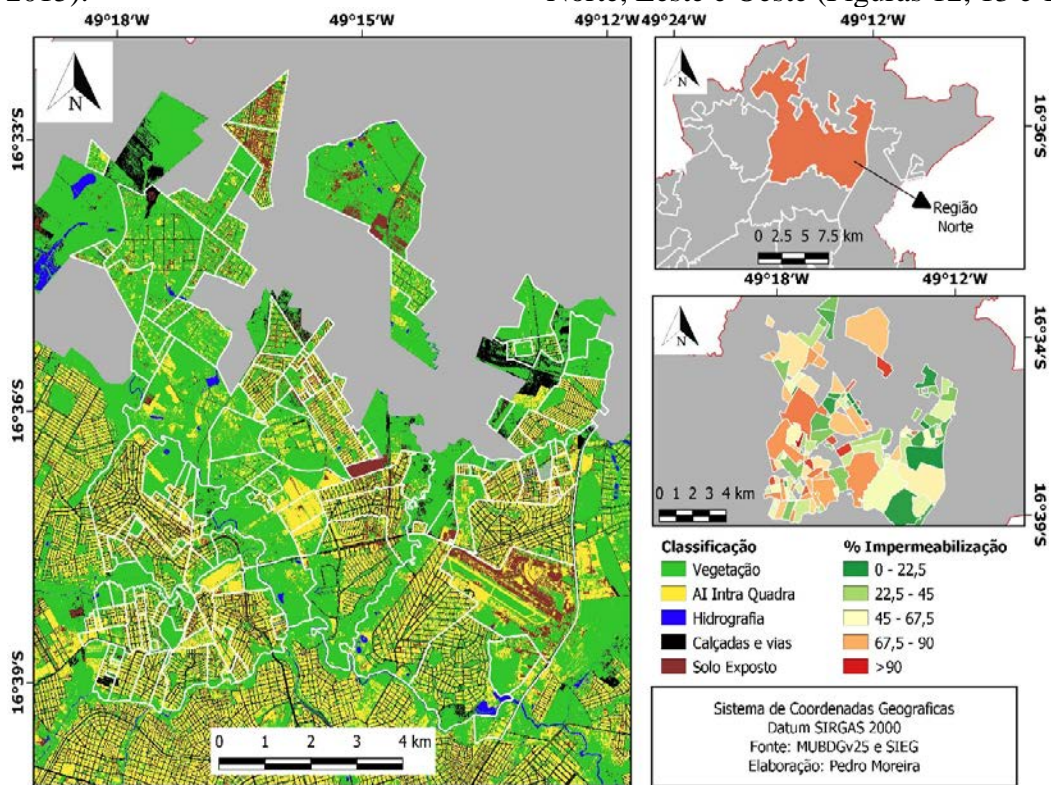 2015).
Norte, Leste e Oeste (Figuras 12, 13 e
49°18'W 49°15'W 49°12'W
16°33'S
16°36'S
16°39'S
N
0 1 2 3 4 km
49°24'W 49°12'W
16°36'S
N
Região
Norte
0 2.5 5 7.5 km
49°18'W 49°12'W
16°34'S
16°39'S
N
0 1 2 3 4 km
Classificação
Vegetação
AI Intra Quadra
Hidrografia
Calçadas e vias
Solo Exposto
% Impermeabilização
0 - 22,5
22,5 - 45
45 - 67,5
67,5 - 90
>90
Sistema de Coordenadas Geograficas
Datum SIRGAS 2000
Fonte: MUBDGv25 e SIEG
Elaboração: Pedro Moreira